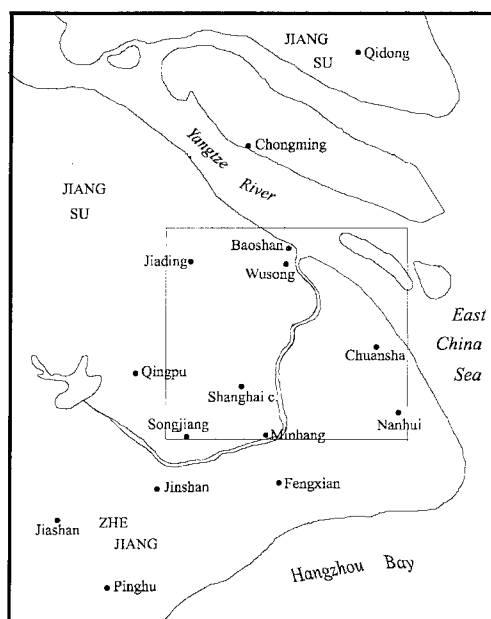 JIANG
SU
Qidong
Chongming
Yangtze
River
JIANG
SU
Baoshan
Jiading
Wusong
East
China
Sea
Chuansha
Qingpu
Shanghai c.
Nanhui
Songjiang
Minhang
Jinshan
Fengxian
Jiashan
ZHE
JIANG
Hangzhou Bay
Pinghu